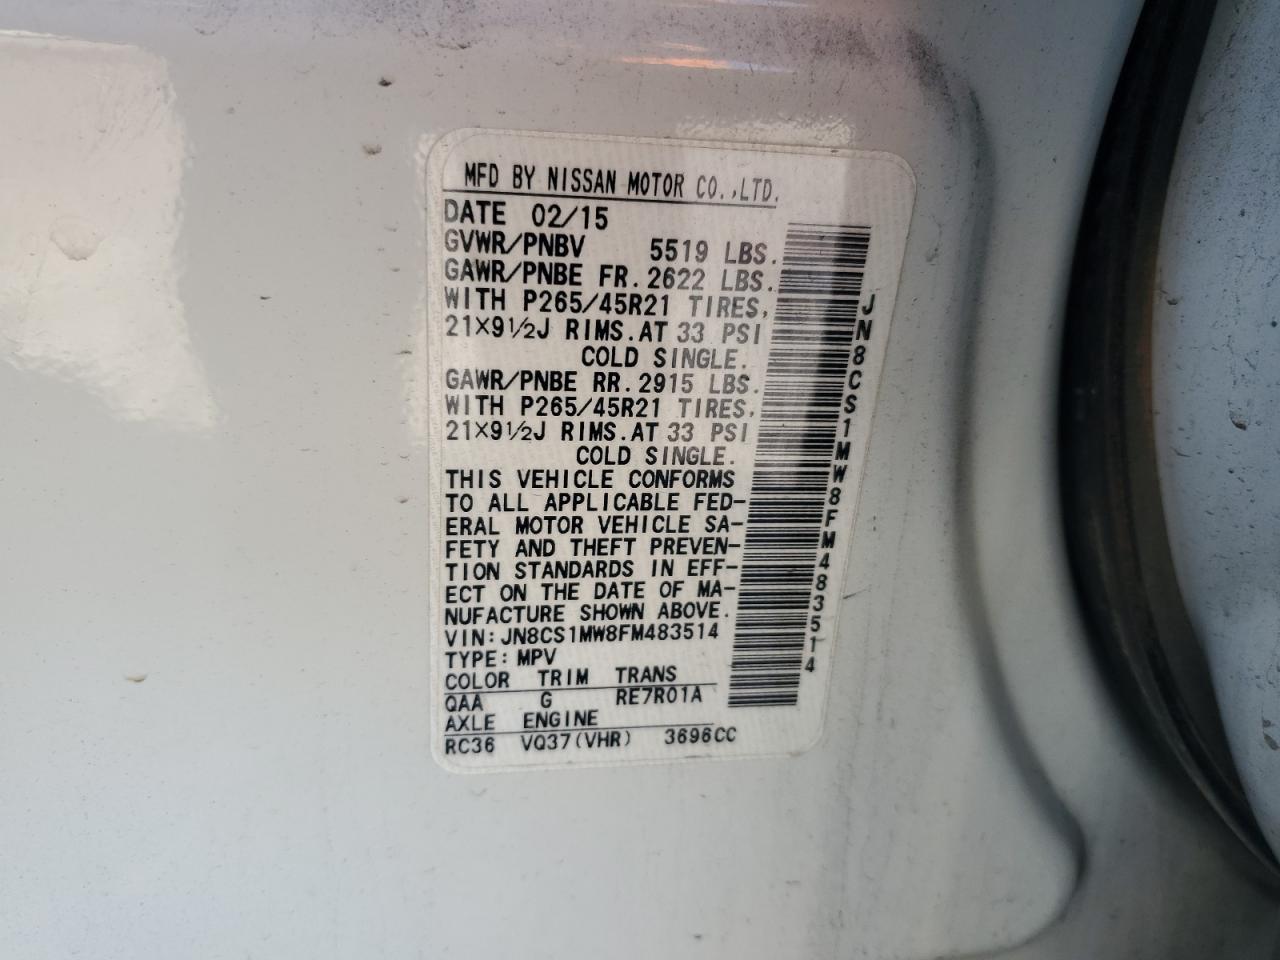 MFD BY NISSAN MOTOR CO.,LTD.
DATE 02/15
GVWR/PNBV 5519 LBS.
GAWR/PNBE FR. 2622 LBS.
WITH P265/45R21 TIRES,
21×9½J RIMS. AT 33 PSI
COLD SINGLE.
GAWR/PNBE RR. 2915 LBS.
WITH P265/45R21 TIRES,
21×9½J RIMS. AT 33 PSI
COLD SINGLE.
THIS VEHICLE CONFORMS
TO ALL APPLICABLE FED-
ERAL MOTOR VEHICLE SA-
FETY AND THEFT PREVEN-
TION STANDARDS IN EFF-
ECT ON THE DATE OF MA-
NUFACTURE SHOWN ABOVE.
VIN: JN8CS1MW8FM483514
TYPE: MPV
COLOR TRIM TRANS
QAA G RE7R01A
AXLE ENGINE
RC36 VQ37(VHR) 3696CC
JN8CS1MW8FM483514